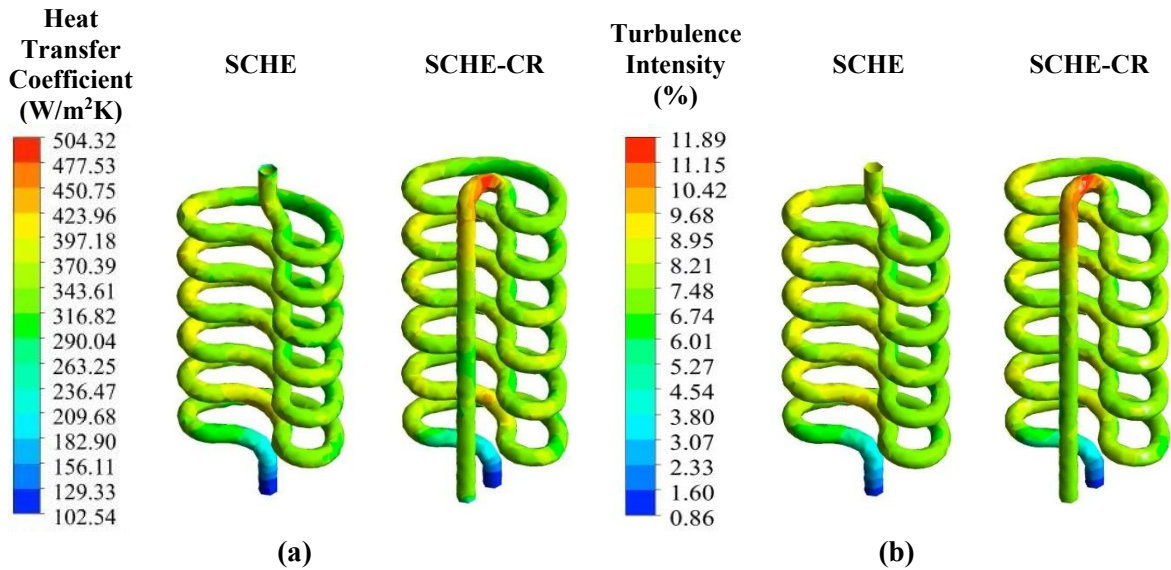 Heat
Transfer
Coefficient
(W/m²K)
SCHE
SCHE-CR
504.32
477.53
450.75
423.96
397.18
370.39
343.61
316.82
290.04
263.25
236.47
209.68
182.90
156.11
129.33
102.54
(a)
Turbulence
Intensity
(%)
SCHE
SCHE-CR
11.89
11.15
10.42
9.68
8.95
8.21
7.48
6.74
6.01
5.27
4.54
3.80
3.07
2.33
1.60
0.86
(b)